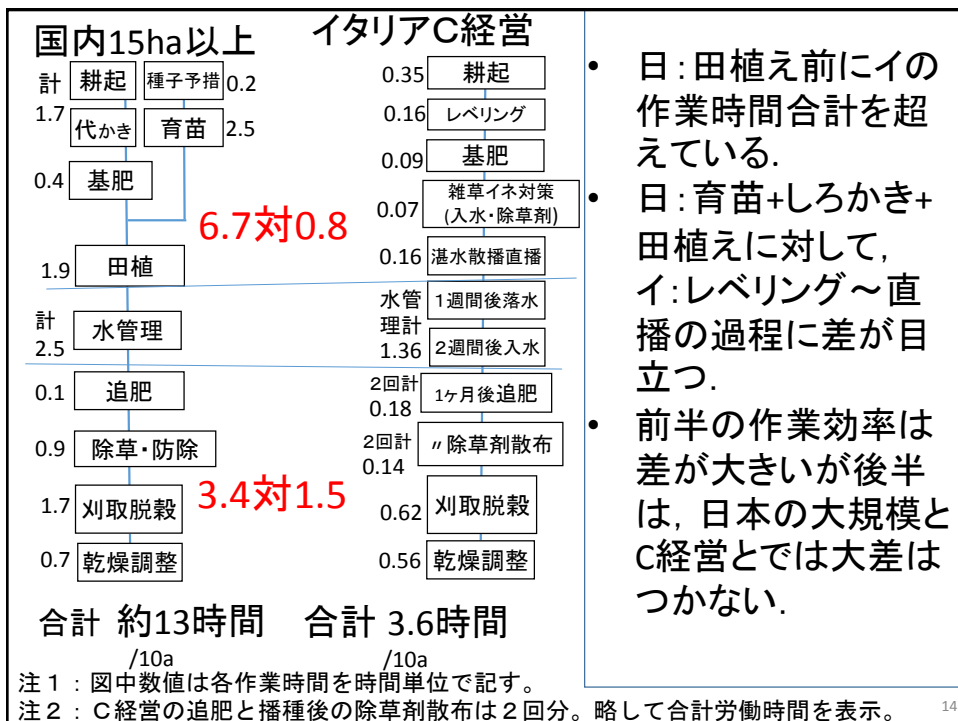 国内15ha以上
計 耕起 種子予措 0.2
1.7 代かき 育苗 2.5
0.4 基肥
6.7対0.8
1.9 田植
計
2.5 水管理
0.1 追肥
0.9 除草・防除
1.7 刈取脱穀
3.4対1.5
0.7 乾燥調整
合計 約13時間
/10a
イタリアC経営
0.35 耕起
0.16 レベリング
0.09 基肥
0.07 雑草イネ対策
(入水・除草剤)
0.16 湛水散播直播
水管 1週間後落水
理計
1.36 2週間後入水
2回計 1ヶ月後追肥
0.18
2回計 〃除草剤散布
0.14
0.62 刈取脱穀
0.56 乾燥調整
合計 3.6時間
/10a
• 日:田植え前にイの
作業時間合計を超
えている.
• 日:育苗+しろかき+
田植えに対して,
イ:レベリング～直
播の過程に差が目
立つ.
• 前半の作業効率は
差が大きいが後半
は, 日本の大規模と
C経営とでは大差は
つかない.
注1:図中数値は各作業時間を時間単位で記す。
注2:C経営の追肥と播種後の除草剤散布は2回分。略して合計労働時間を表示。
14